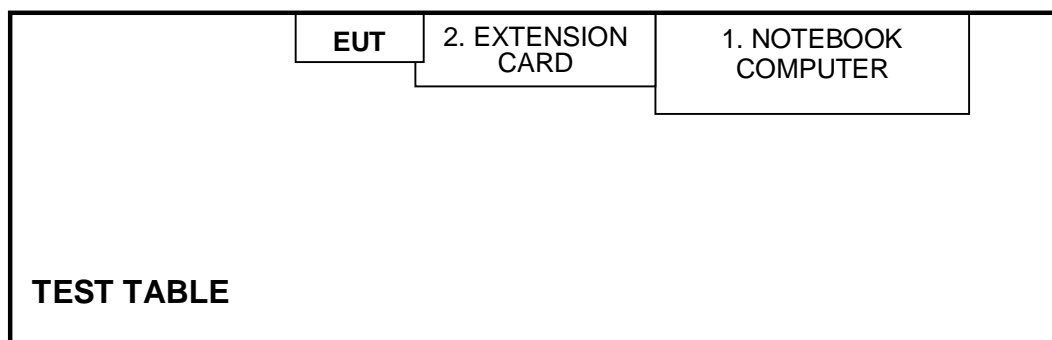 EUT
2. EXTENSION
CARD
1. NOTEBOOK
COMPUTER
TEST TABLE